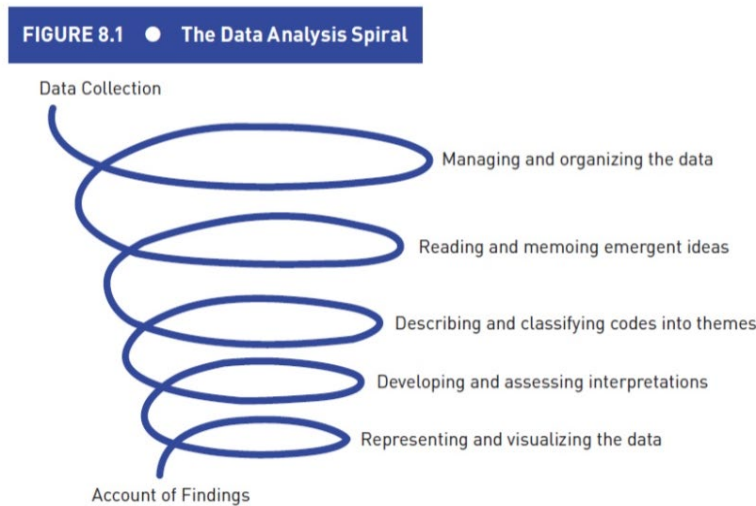 FIGURE 8.1 ● The Data Analysis Spiral
Data Collection
Managing and organizing the data
Reading and memoing emergent ideas
Describing and classifying codes into themes
Developing and assessing interpretations
Representing and visualizing the data
Account of Findings